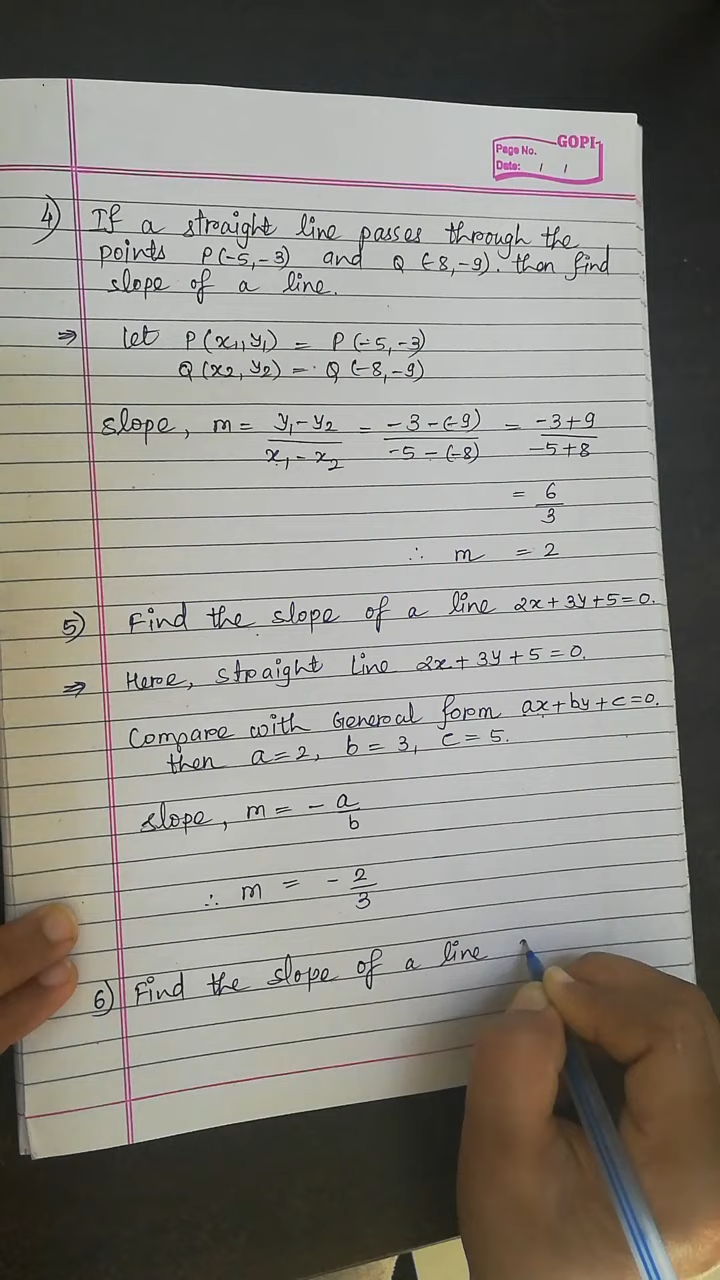 GOPI
Page No.
Date: / /
4) If a straight line passes through the
points P(-5,-3) and Q (-8,-9). then find
slope of a line.
⇒ let P(x₁,y₁) = P(-5,-3)
Q(x₂, y₂) = Q (-8,-9)
slope, m = y₁-y₂/x₁-x₂ = -3-(-9)/-5-(-8) = -3+9/-5+8
= 6/3
∴ m = 2
5) Find the slope of a line 2x+3y+5=0.
⇒ Here, straight line 2x+3y+5=0.
Compare with General form ax+by+c=0.
then a=2, b=3, c=5.
slope, m = - a/b
∴ m = - 2/3
6) Find the slope of a line